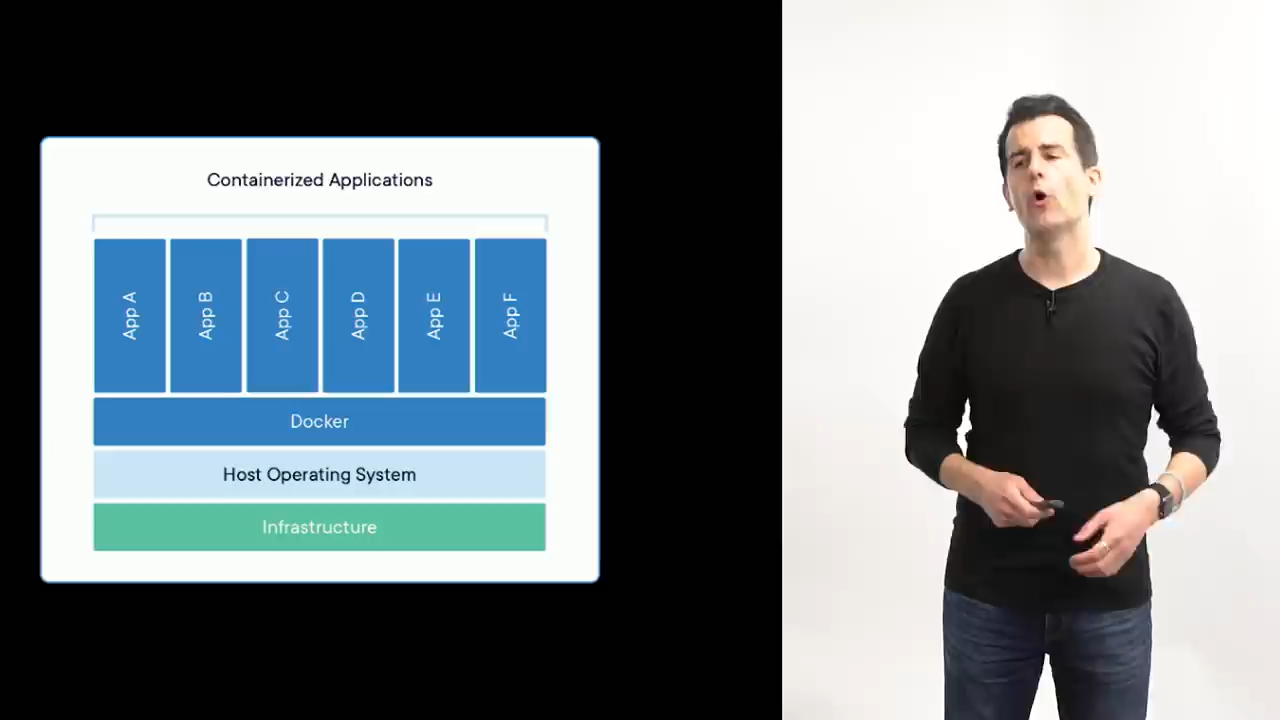 Containerized Applications
App A
App B
App C
App D
App E
App F
Docker
Host Operating System
Infrastructure